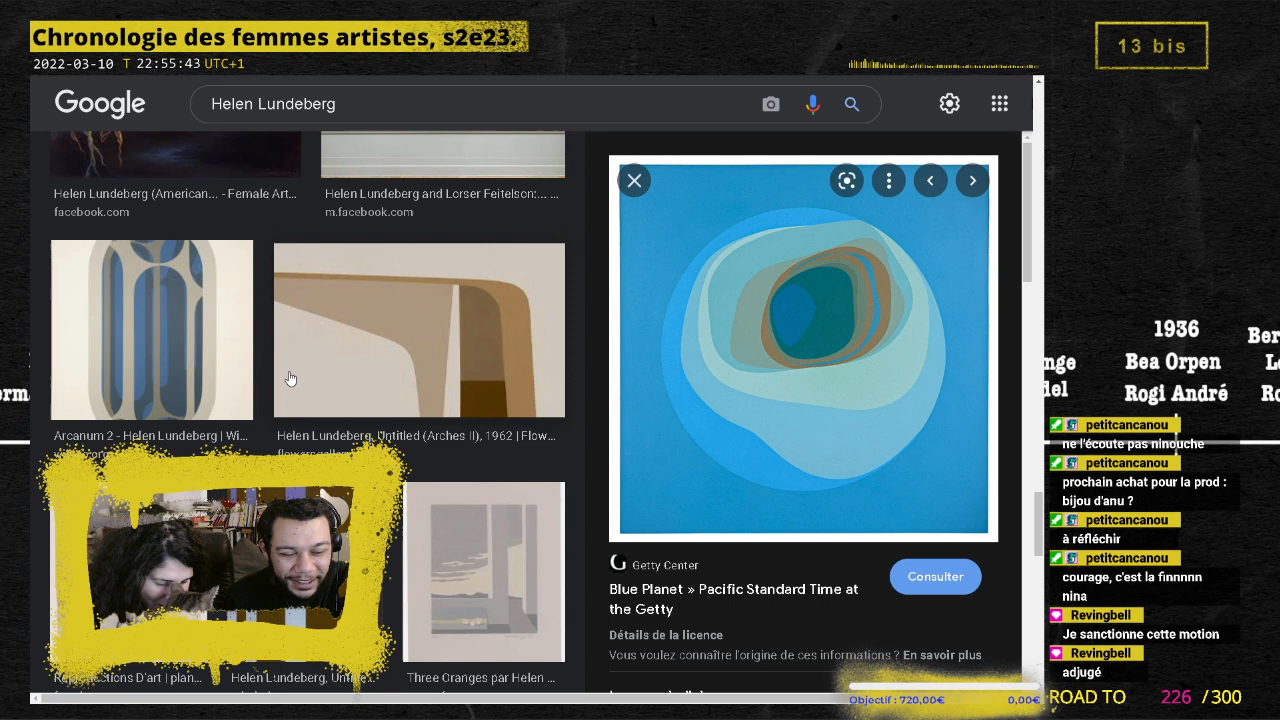 Chronologie des femmes artistes, s2e23.
2022-03-10 T 22:55:43 UTC+1
13 bis
Google
Helen Lundeberg
Helen Lundeberg (American... - Female Art...
facebook.com
Helen Lundeberg and Lorser Feitelson:... ...
m.facebook.com
Arcanum 2 - Helen Lundeberg | Wi...
Helen Lundeberg, Untitled (Arches II), 1962 | Flow...
Helen Lundeberg, Unt
Three Oranges par Helen ...
G Getty Center
Blue Planet » Pacific Standard Time at
the Getty
Consulter
Détails de la licence
Vous voulez connaître l'origine de ces informations ? En savoir plus
Objectif : 720,00€
0,00€
1936
Bea Orpen
Rogi André
nge
del
Ber
petitcancanou
ne l'écoute pas ninouche
petitcancanou
prochain achat pour la prod :
bijou d'anu ?
petitcancanou
à réfléchir
petitcancanou
courage, c'est la finnnnn
nina
Revingbell
Je sanctionne cette motion
Revingbell
adjugé
ROAD TO 226 / 300